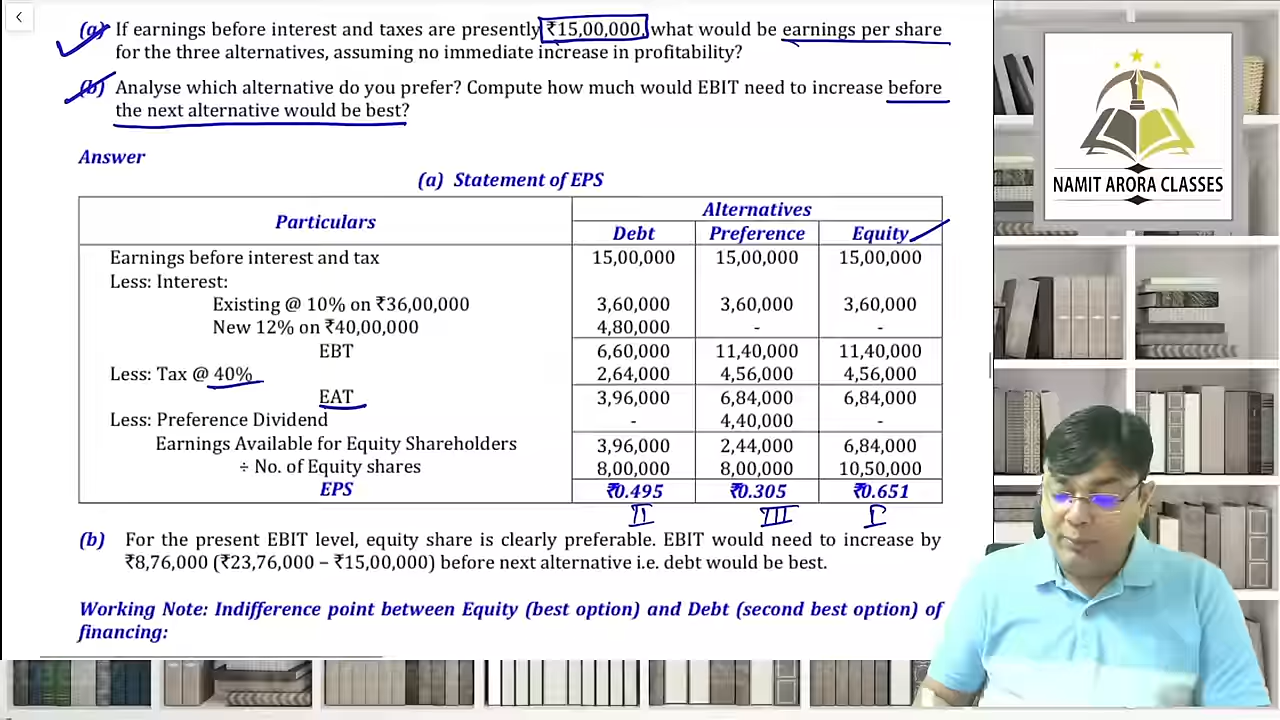 (a) If earnings before interest and taxes are presently ₹15,00,000, what would be earnings per share
for the three alternatives, assuming no immediate increase in profitability?
(b) Analyse which alternative do you prefer? Compute how much would EBIT need to increase before
the next alternative would be best?
Answer
(a) Statement of EPS
Particulars Alternatives
Debt Preference Equity
Earnings before interest and tax 15,00,000 15,00,000 15,00,000
Less: Interest:
Existing @ 10% on ₹36,00,000 3,60,000 3,60,000 3,60,000
New 12% on ₹40,00,000 4,80,000 - -
EBT 6,60,000 11,40,000 11,40,000
Less: Tax @ 40% 2,64,000 4,56,000 4,56,000
EAT 3,96,000 6,84,000 6,84,000
Less: Preference Dividend - 4,40,000 -
Earnings Available for Equity Shareholders 3,96,000 2,44,000 6,84,000
÷ No. of Equity shares 8,00,000 8,00,000 10,50,000
EPS ₹0.495 ₹0.305 ₹0.651
II III I
(b) For the present EBIT level, equity share is clearly preferable. EBIT would need to increase by
₹8,76,000 (₹23,76,000 – ₹15,00,000) before next alternative i.e. debt would be best.
Working Note: Indifference point between Equity (best option) and Debt (second best option) of
financing:
NAMIT ARORA CLASSES